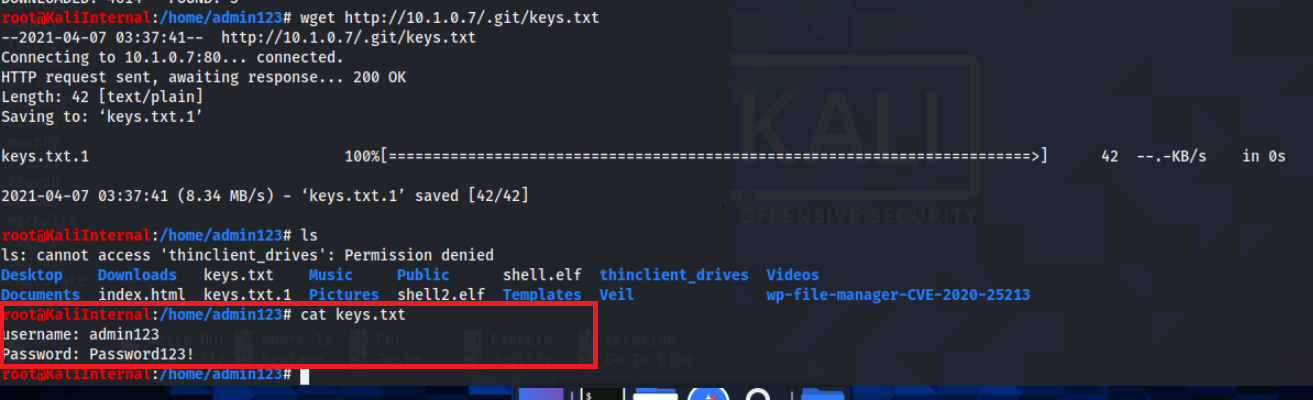 root@KaliInternal:/home/admin123# wget http://10.1.0.7/.git/keys.txt
--2021-04-07 03:37:41--  http://10.1.0.7/.git/keys.txt
Connecting to 10.1.0.7:80... connected.
HTTP request sent, awaiting response... 200 OK
Length: 42 [text/plain]
Saving to: ‘keys.txt.1’
keys.txt.1 100%[=========================================================================>] 42 --.-KB/s in 0s
2021-04-07 03:37:41 (8.34 MB/s) - ‘keys.txt.1’ saved [42/42]
KALI
OFFENSIVE SECURITY
root@KaliInternal:/home/admin123# ls
ls: cannot access 'thinclient_drives': Permission denied
Desktop Downloads keys.txt Music Public shell.elf thinclient_drives Videos
Documents index.html keys.txt.1 Pictures shell2.elf Templates Veil wp-file-manager-CVE-2020-25213
root@KaliInternal:/home/admin123# cat keys.txt
username: admin123
Password: Password123!
root@KaliInternal:/home/admin123#